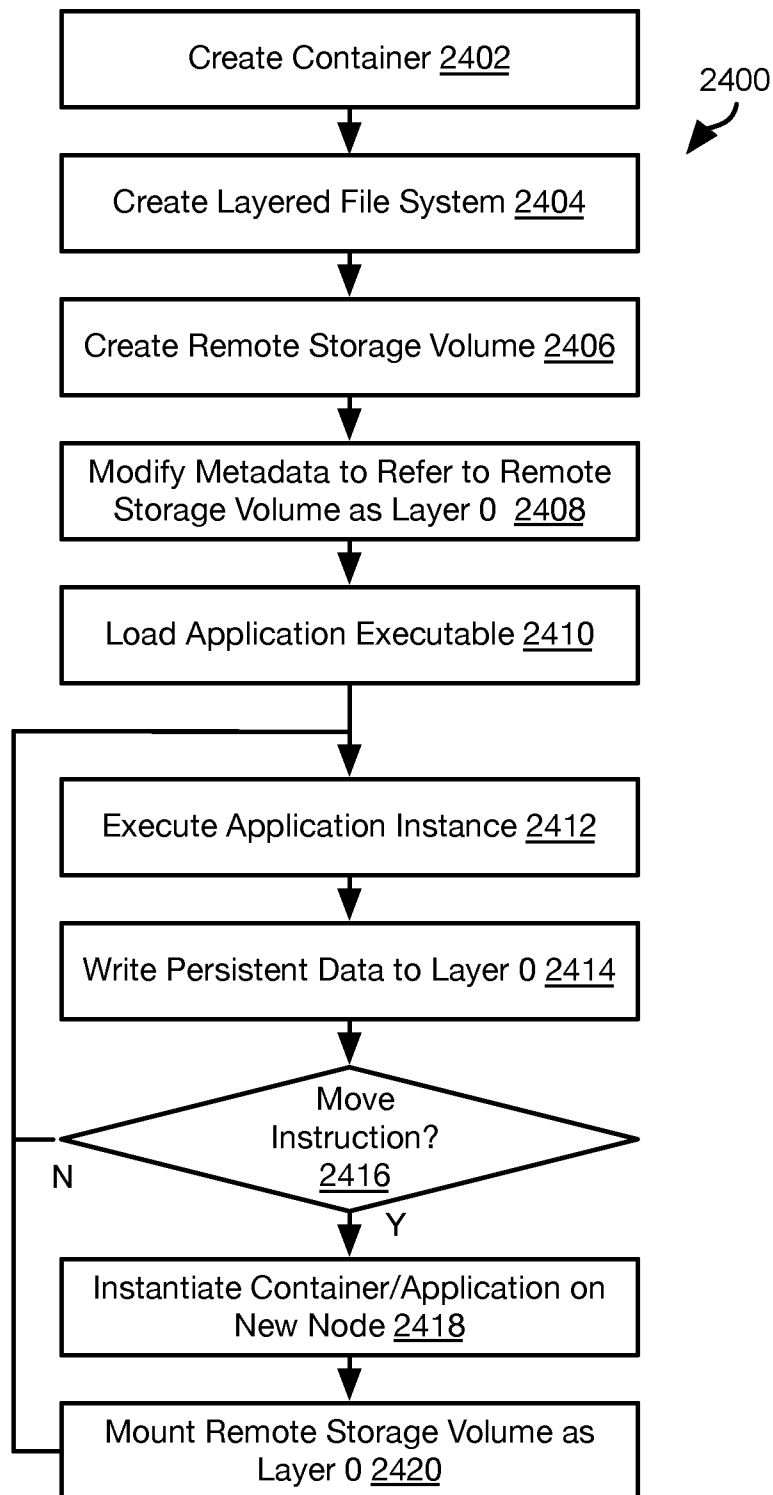 Create Container 2402
2400
Create Layered File System 2404
Create Remote Storage Volume 2406
Modify Metadata to Refer to Remote
Storage Volume as Layer 0 2408
Load Application Executable 2410
Execute Application Instance 2412
Write Persistent Data to Layer 0 2414
Move
Instruction?
2416
N
Y
Instantiate Container/Application on
New Node 2418
Mount Remote Storage Volume as
Layer 0 2420